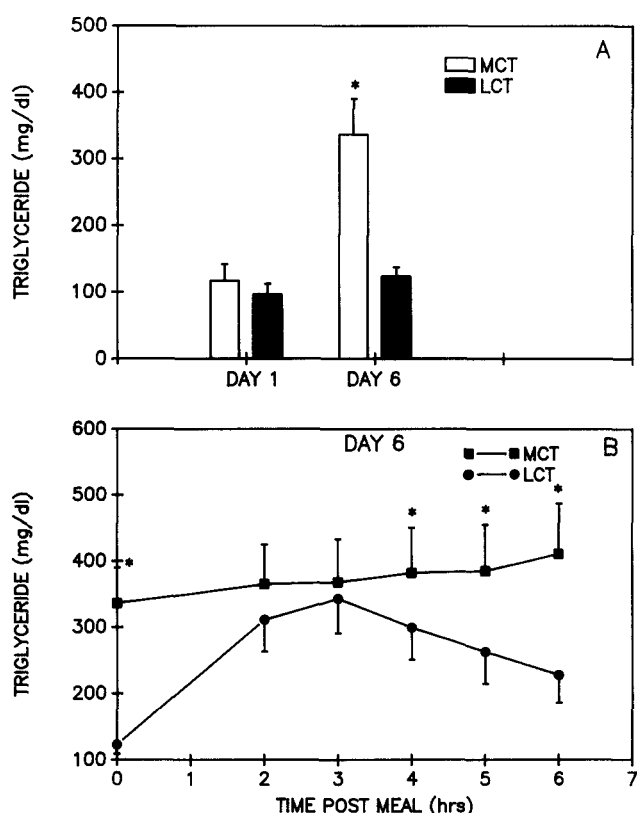 500
A
MCT
LCT
400
*
300
200
100
0
TRIGLYCERIDE (mg/dl)
DAY 1 DAY 6
600
DAY 6
B
MCT
LCT
500
* * *
400
*
300
200
100
TRIGLYCERIDE (mg/dl)
0 1 2 3 4 5 6 7
TIME POST MEAL (hrs)